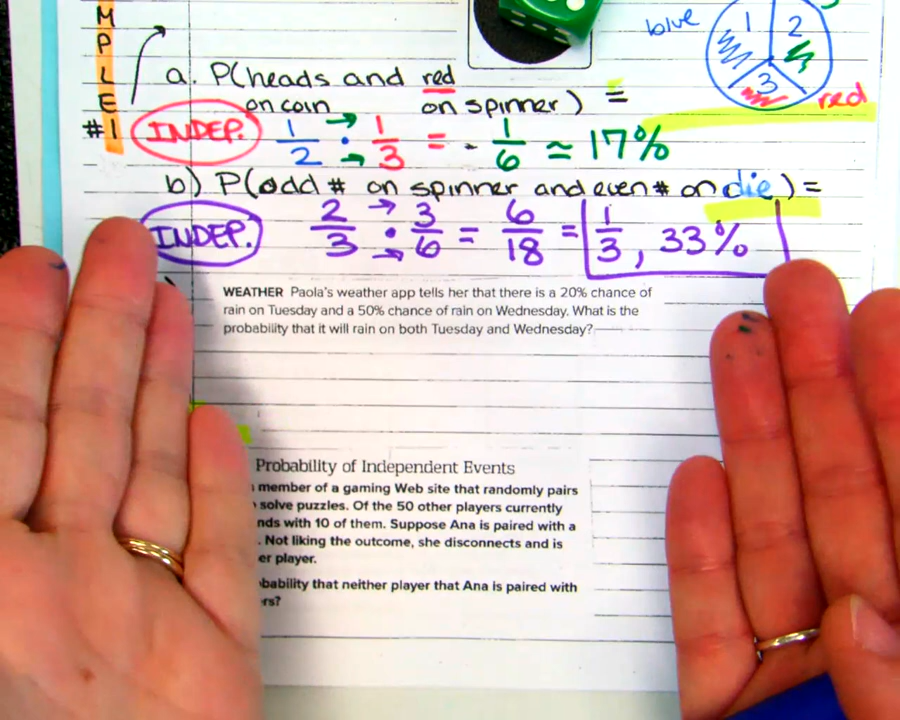 blue 1 2
3 red
M
P
L
E
#1
a. P(heads and red
on coin on spinner) =
INDEP. 1/2 · 1/3 = 1/6 ≈ 17%
b) P(odd # on spinner and even # on die) =
INDEP. 2/3 · 3/6 = 6/18 = 1/3, 33%
WEATHER Paola's weather app tells her that there is a 20% chance of
rain on Tuesday and a 50% chance of rain on Wednesday. What is the
probability that it will rain on both Tuesday and Wednesday?
Probability of Independent Events
member of a gaming Web site that randomly pairs
solve puzzles. Of the 50 other players currently
nds with 10 of them. Suppose Ana is paired with a
. Not liking the outcome, she disconnects and is
er player.
bability that neither player that Ana is paired with
rs?